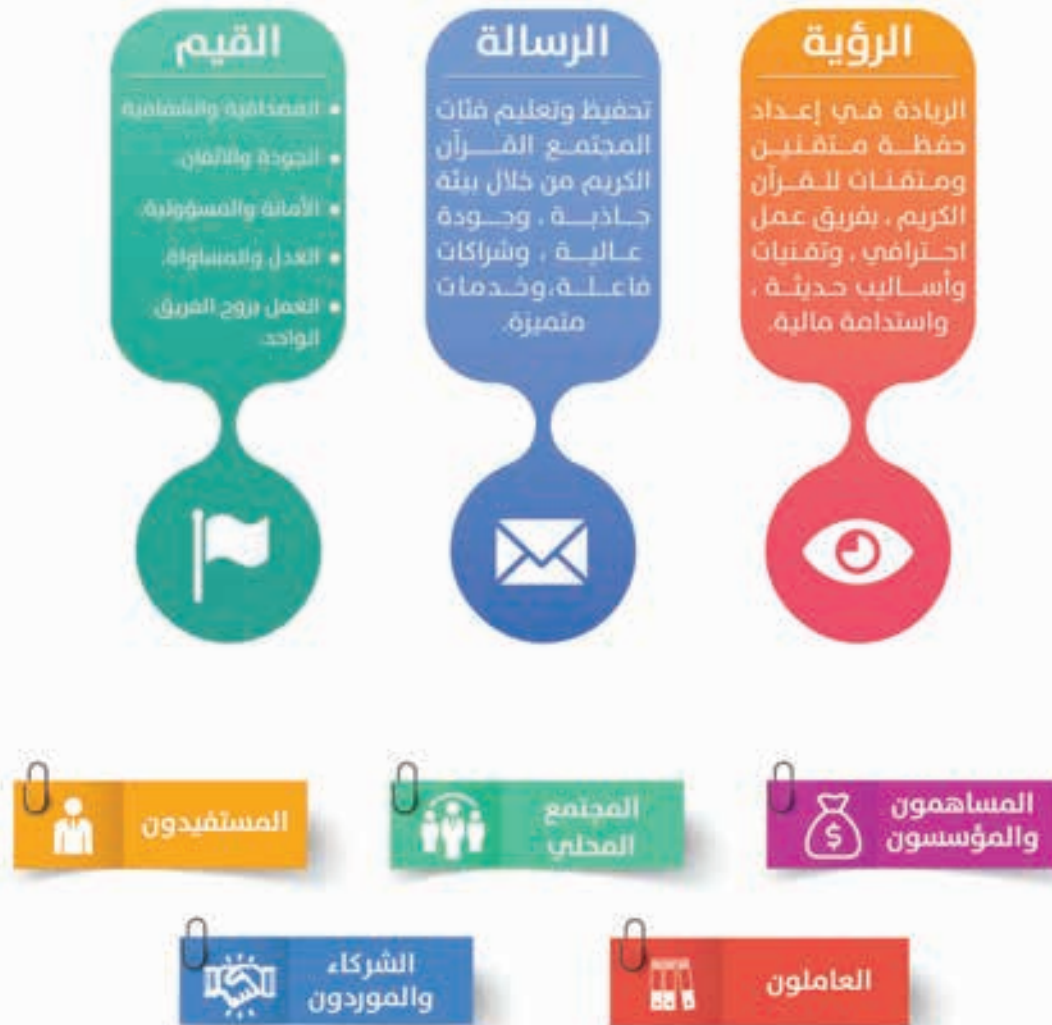 الرؤية
الريادة في إعداد
حفظة متقنين
ومتقنات للقرآن
الكريم ، بفريق عمل
احترافي ، وتقنيات
وأساليب حديثة ،
واستدامة مالية.
الرسالة
تحفيظ وتعليم فئات
المجتمع القرآن
الكريم من خلال بيئة
جاذبة ، وجودة
عالية ، وشراكات
فاعلة،وخدمات
متميزة.
القيم
• المصداقية والشفافية
• الجودة والاتقان.
• الأمانة والمسؤولية.
• العدل والمساواة.
• العمل بروح الفريق
الواحد.
المساهمون
والمؤسسون
المجتمع
المحلي
المستفيدون
العاملون
الشركاء
والموردون